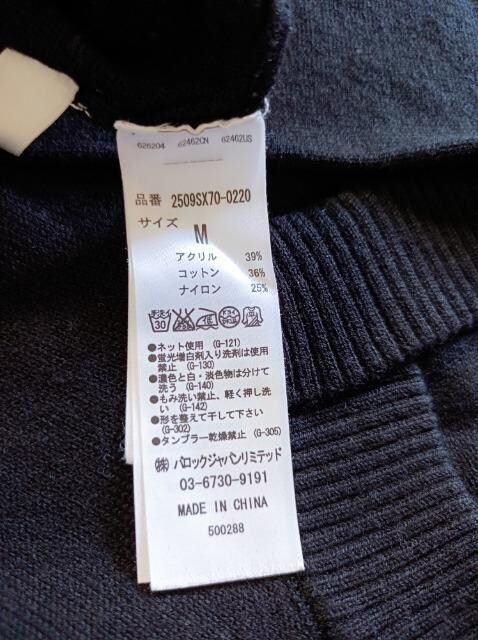 626204 62462CN 62462US
品番 2509SX70-0220
サイズ
M
アクリル 39%
コットン 36%
ナイロン 25%
●ネット使用 (G-121)
●蛍光増白剤入り洗剤は使用
禁止 (G-130)
●濃色と白・淡色物は分けて
洗う (G-140)
●もみ洗い禁止、軽く押し洗
い (G-142)
●形を整えて干して下さい
(G-302)
●タンブラー乾燥禁止 (G-305)
㈱ バロックジャパンリミテッド
03-6730-9191
MADE IN CHINA
500288